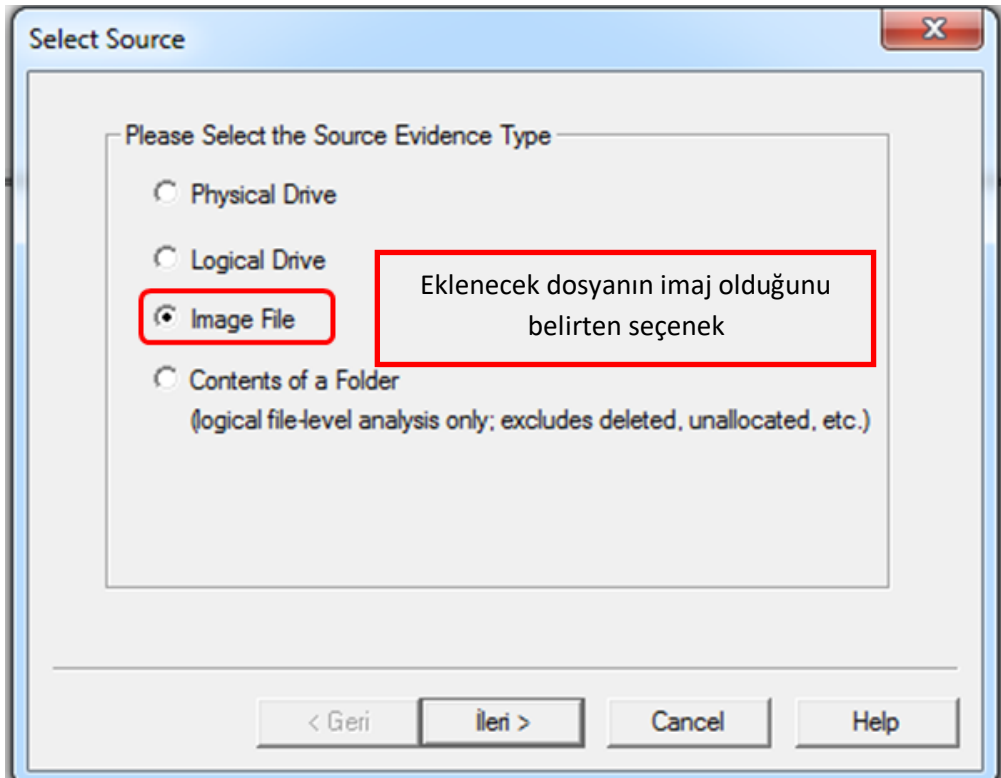 Select Source
Please Select the Source Evidence Type
Physical Drive
Logical Drive
Eklenecek dosyanın imaj olduğunu
belirten seçenek
Image File
Contents of a Folder
(logical file-level analysis only; excludes deleted, unallocated, etc.)
< Geri İleri > Cancel Help